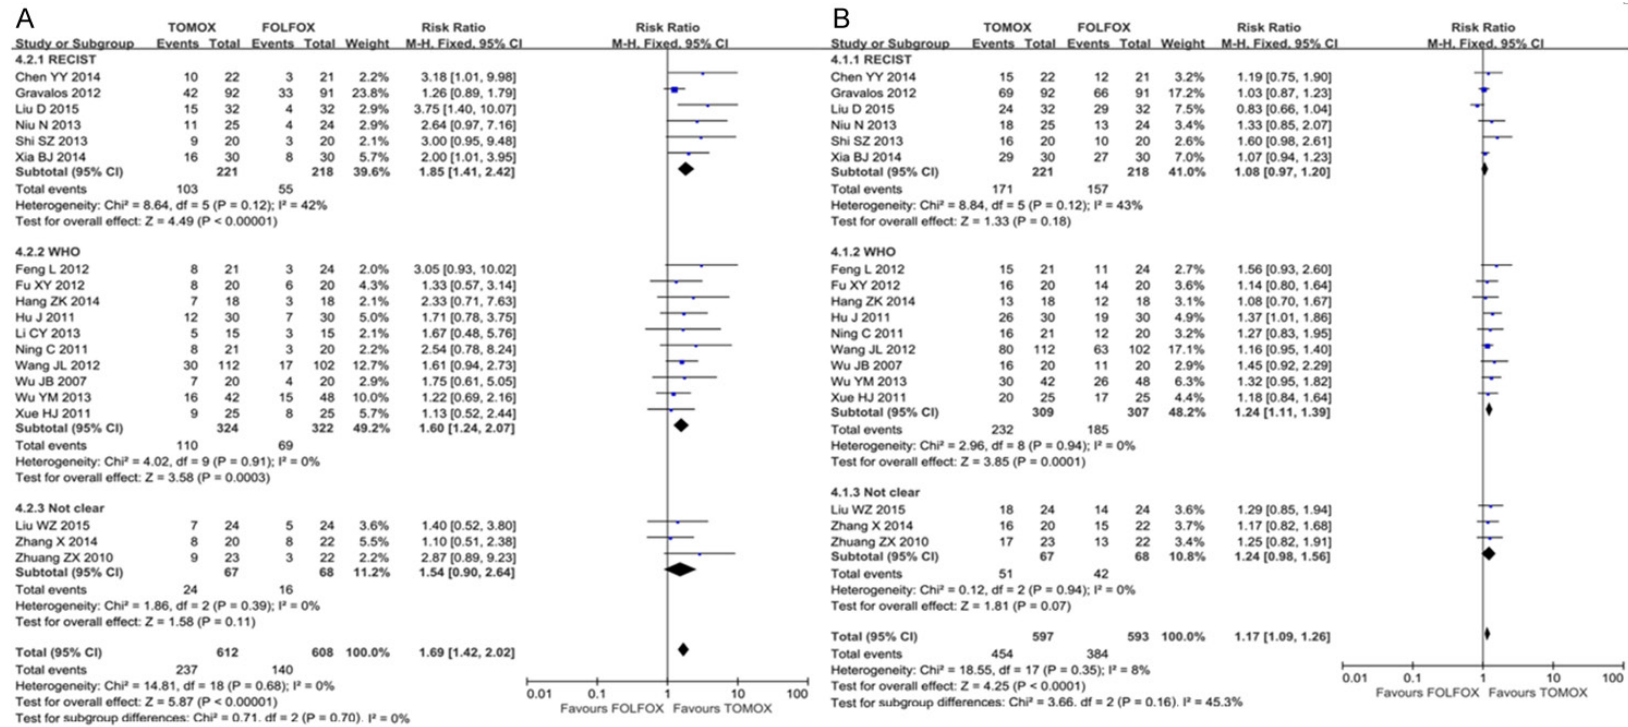 A
TOMOX FOLFOX Risk Ratio Risk Ratio
Study or Subgroup Events Total Events Total Weight M-H, Fixed, 95% CI M-H, Fixed, 95% CI
4.2.1 RECIST
Chen YY 2014 10 22 3 21 2.2% 3.18 [1.01, 9.98]
Gravalos 2012 42 92 33 91 23.8% 1.26 [0.89, 1.79]
Liu D 2015 15 32 4 32 2.9% 3.75 [1.40, 10.07]
Niu N 2013 11 25 4 24 2.9% 2.64 [0.97, 7.16]
Shi SZ 2013 9 20 3 20 2.1% 3.00 [0.95, 9.48]
Xia BJ 2014 16 30 8 30 5.7% 2.00 [1.01, 3.95]
Subtotal (95% CI) 221 218 39.6% 1.85 [1.41, 2.42]
Total events 103 55
Heterogeneity: Chi² = 8.64, df = 5 (P = 0.12); I² = 42%
Test for overall effect: Z = 4.49 (P < 0.00001)
4.2.2 WHO
Feng L 2012 8 21 3 24 2.0% 3.05 [0.93, 10.02]
Fu XY 2012 8 20 6 20 4.3% 1.33 [0.57, 3.14]
Hang ZK 2014 7 18 3 18 2.1% 2.33 [0.71, 7.63]
Hu J 2011 12 30 7 30 5.0% 1.71 [0.78, 3.75]
Li CY 2013 5 15 3 15 2.1% 1.67 [0.48, 5.76]
Ning C 2011 8 21 3 20 2.2% 2.54 [0.78, 8.24]
Wang JL 2012 30 112 17 102 12.7% 1.61 [0.94, 2.73]
Wu JB 2007 7 20 4 20 2.9% 1.75 [0.61, 5.05]
Wu YM 2013 16 42 15 48 10.0% 1.22 [0.69, 2.16]
Xue HJ 2011 9 25 8 25 5.7% 1.13 [0.52, 2.44]
Subtotal (95% CI) 324 322 49.2% 1.60 [1.24, 2.07]
Total events 110 69
Heterogeneity: Chi² = 4.02, df = 9 (P = 0.91); I² = 0%
Test for overall effect: Z = 3.58 (P = 0.0003)
4.2.3 Not clear
Liu WZ 2015 7 24 5 24 3.6% 1.40 [0.52, 3.80]
Zhang X 2014 8 20 8 22 5.5% 1.10 [0.51, 2.38]
Zhuang ZX 2010 9 23 3 22 2.2% 2.87 [0.89, 9.23]
Subtotal (95% CI) 67 68 11.2% 1.54 [0.90, 2.64]
Total events 24 16
Heterogeneity: Chi² = 1.86, df = 2 (P = 0.39); I² = 0%
Test for overall effect: Z = 1.58 (P = 0.11)
Total (95% CI) 612 608 100.0% 1.69 [1.42, 2.02]
Total events 237 140
Heterogeneity: Chi² = 14.81, df = 18 (P = 0.68); I² = 0%
Test for overall effect: Z = 5.87 (P < 0.00001)
Test for subgroup differences: Chi² = 0.71, df = 2 (P = 0.70), I² = 0%
0.01 0.1 1 10 100
Favours FOLFOX Favours TOMOX
B
TOMOX FOLFOX Risk Ratio Risk Ratio
Study or Subgroup Events Total Events Total Weight M-H, Fixed, 95% CI M-H, Fixed, 95% CI
4.1.1 RECIST
Chen YY 2014 15 22 12 21 3.2% 1.19 [0.75, 1.90]
Gravalos 2012 69 92 66 91 17.2% 1.03 [0.87, 1.23]
Liu D 2015 24 32 29 32 7.5% 0.83 [0.66, 1.04]
Niu N 2013 18 25 13 24 3.4% 1.33 [0.85, 2.07]
Shi SZ 2013 16 20 10 20 2.6% 1.60 [0.98, 2.61]
Xia BJ 2014 29 30 27 30 7.0% 1.07 [0.94, 1.23]
Subtotal (95% CI) 221 218 41.0% 1.08 [0.97, 1.20]
Total events 171 157
Heterogeneity: Chi² = 8.84, df = 5 (P = 0.12); I² = 43%
Test for overall effect: Z = 1.33 (P = 0.18)
4.1.2 WHO
Feng L 2012 15 21 11 24 2.7% 1.56 [0.93, 2.60]
Fu XY 2012 16 20 14 20 3.6% 1.14 [0.80, 1.64]
Hang ZK 2014 13 18 12 18 3.1% 1.08 [0.70, 1.67]
Hu J 2011 26 30 19 30 4.9% 1.37 [1.01, 1.86]
Ning C 2011 16 21 12 20 3.2% 1.27 [0.83, 1.95]
Wang JL 2012 80 112 63 102 17.1% 1.16 [0.95, 1.40]
Wu JB 2007 16 20 11 20 2.9% 1.45 [0.92, 2.29]
Wu YM 2013 30 42 26 48 6.3% 1.32 [0.95, 1.82]
Xue HJ 2011 20 25 17 25 4.4% 1.18 [0.84, 1.64]
Subtotal (95% CI) 309 307 48.2% 1.24 [1.11, 1.39]
Total events 232 185
Heterogeneity: Chi² = 2.96, df = 8 (P = 0.94); I² = 0%
Test for overall effect: Z = 3.85 (P = 0.0001)
4.1.3 Not clear
Liu WZ 2015 18 24 14 24 3.6% 1.29 [0.85, 1.94]
Zhang X 2014 16 20 15 22 3.7% 1.17 [0.82, 1.68]
Zhuang ZX 2010 17 23 13 22 3.4% 1.25 [0.82, 1.91]
Subtotal (95% CI) 67 68 10.8% 1.24 [0.98, 1.56]
Total events 51 42
Heterogeneity: Chi² = 0.12, df = 2 (P = 0.94); I² = 0%
Test for overall effect: Z = 1.81 (P = 0.07)
Total (95% CI) 597 593 100.0% 1.17 [1.09, 1.26]
Total events 454 384
Heterogeneity: Chi² = 18.55, df = 17 (P = 0.35); I² = 8%
Test for overall effect: Z = 4.25 (P < 0.0001)
Test for subgroup differences: Chi² = 3.66, df = 2 (P = 0.16), I² = 45.3%
0.01 0.1 1 10 100
Favours FOLFOX Favours TOMOX